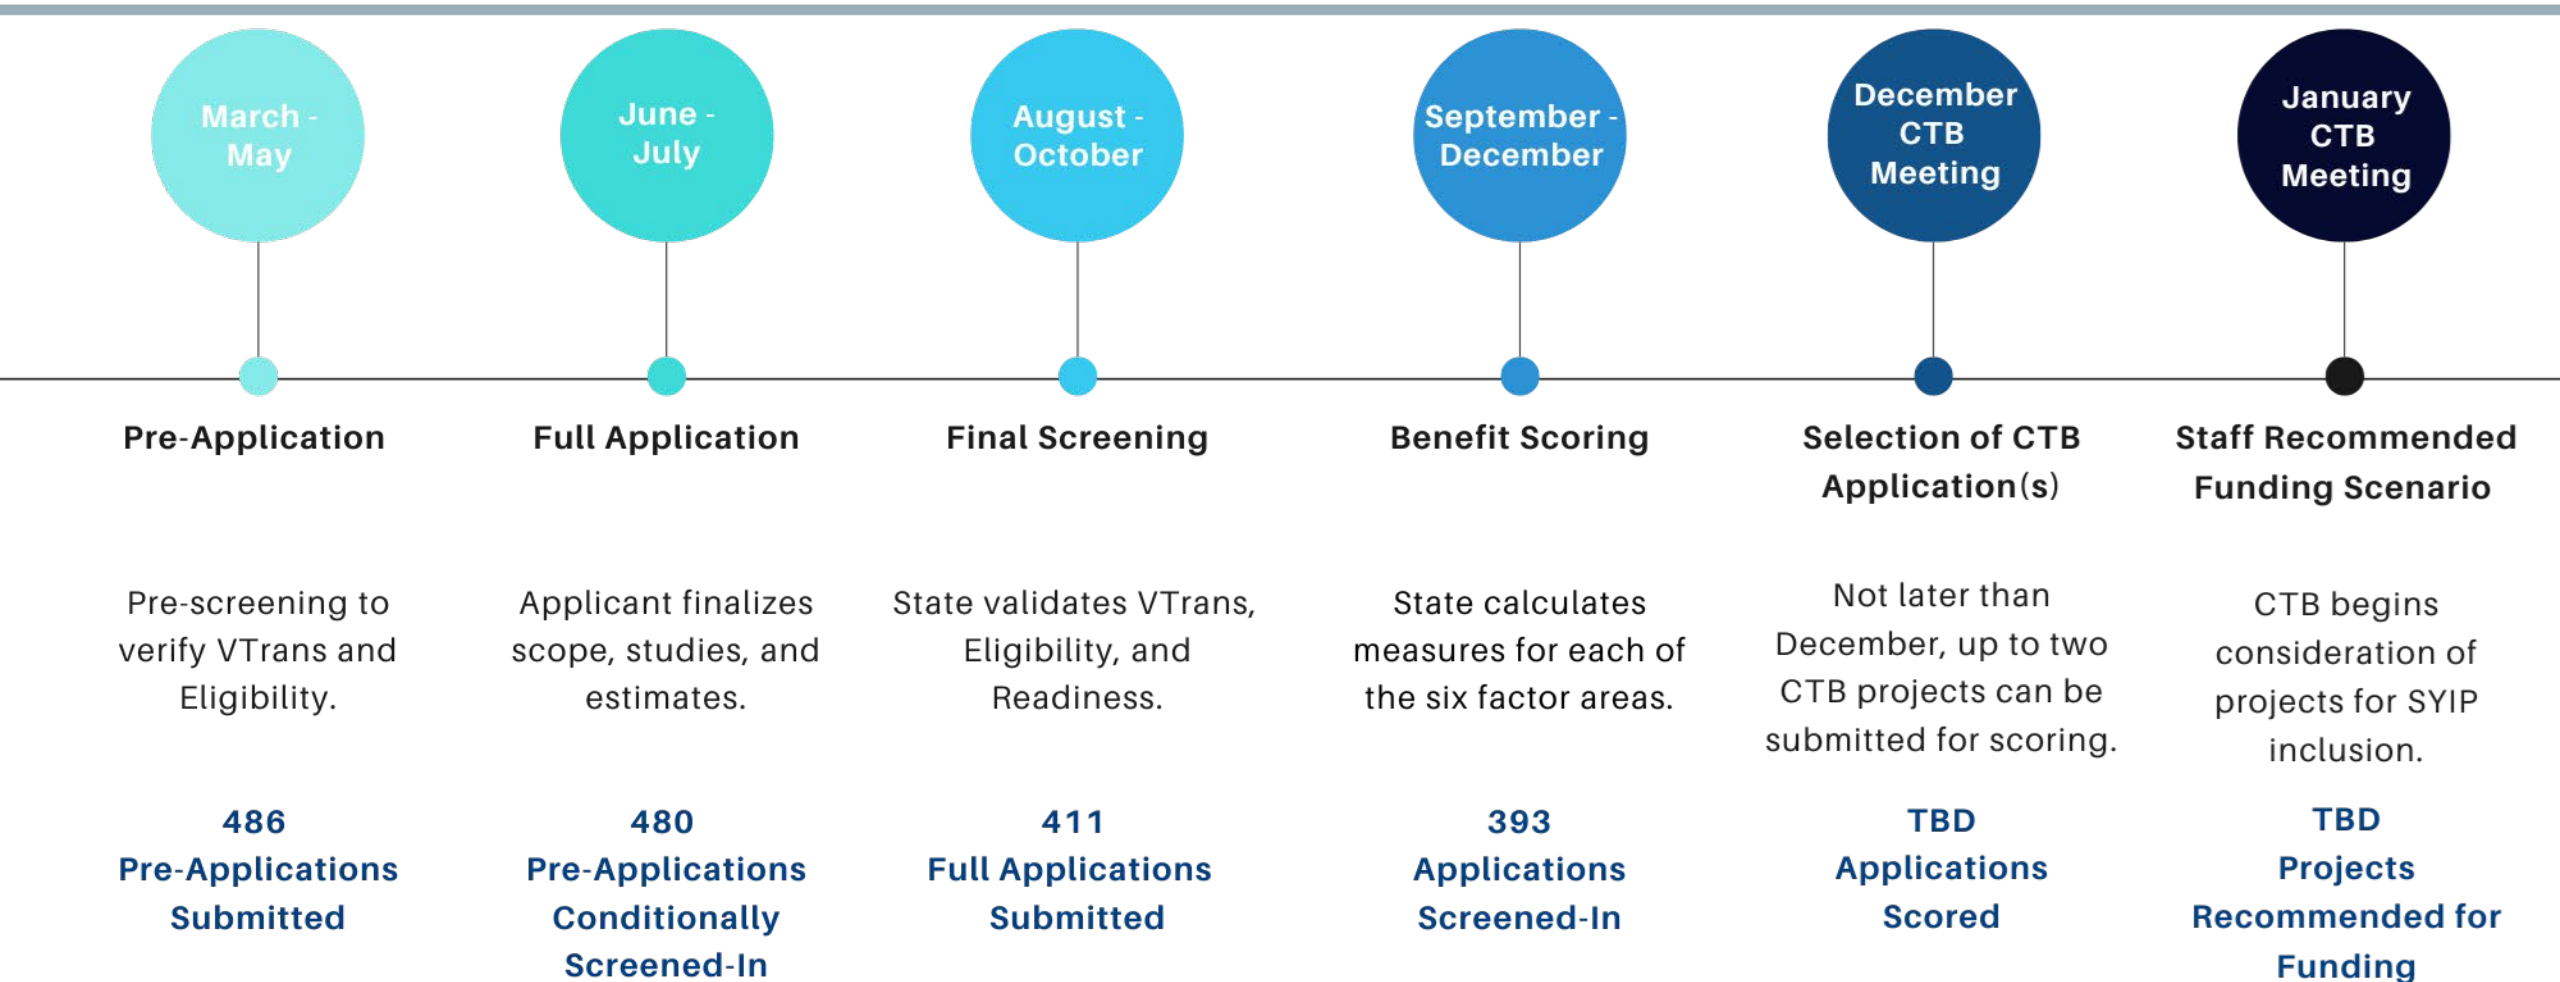 March -
May
June -
July
August -
October
September -
December
December
CTB
Meeting
January
CTB
Meeting
Pre-Application
Full Application
Final Screening
Benefit Scoring
Selection of CTB
Application(s)
Staff Recommended
Funding Scenario
Pre-screening to
verify VTrans and
Eligibility.
Applicant finalizes
scope, studies, and
estimates.
State validates VTrans,
Eligibility, and
Readiness.
State calculates
measures for each of
the six factor areas.
Not later than
December, up to two
CTB projects can be
submitted for scoring.
CTB begins
consideration of
projects for SYIP
inclusion.
486
Pre-Applications
Submitted
480
Pre-Applications
Conditionally
Screened-In
411
Full Applications
Submitted
393
Applications
Screened-In
TBD
Applications
Scored
TBD
Projects
Recommended for
Funding